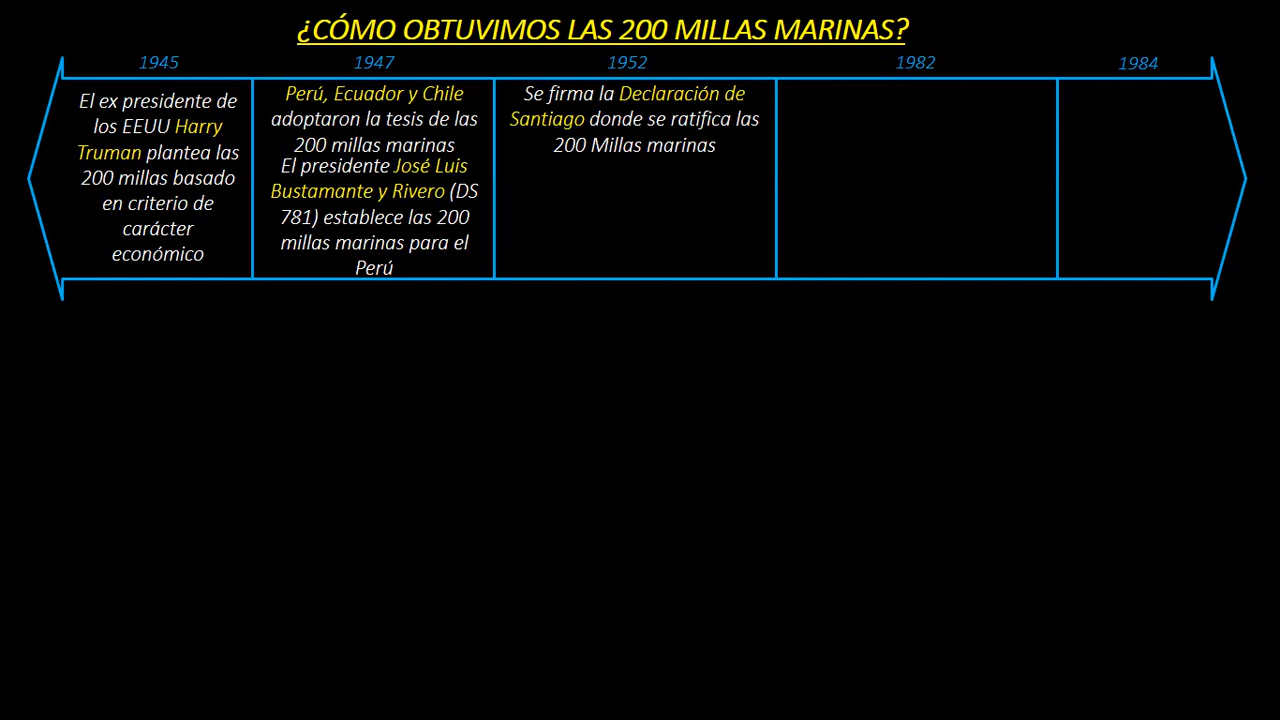 ¿CÓMO OBTUVIMOS LAS 200 MILLAS MARINAS?
1945
1947
1952
1982
1984
El ex presidente de
los EEUU Harry
Truman plantea las
200 millas basado
en criterio de
carácter
económico
Perú, Ecuador y Chile
adoptaron la tesis de las
200 millas marinas
El presidente José Luis
Bustamante y Rivero (DS
781) establece las 200
millas marinas para el
Perú
Se firma la Declaración de
Santiago donde se ratifica las
200 Millas marinas